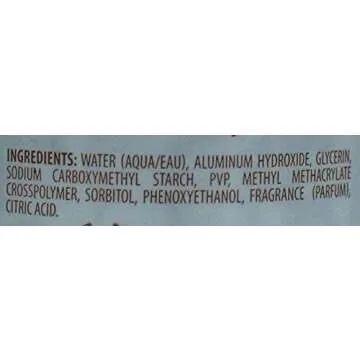 INGREDIENTS: WATER (AQUA/EAU), ALUMINUM HYDROXIDE, GLYCERIN,
SODIUM CARBOXYMETHYL STARCH, PVP, METHYL METHACRYLATE
CROSSPOLYMER, SORBITOL, PHENOXYETHANOL, FRAGRANCE (PARFUM),
CITRIC ACID.